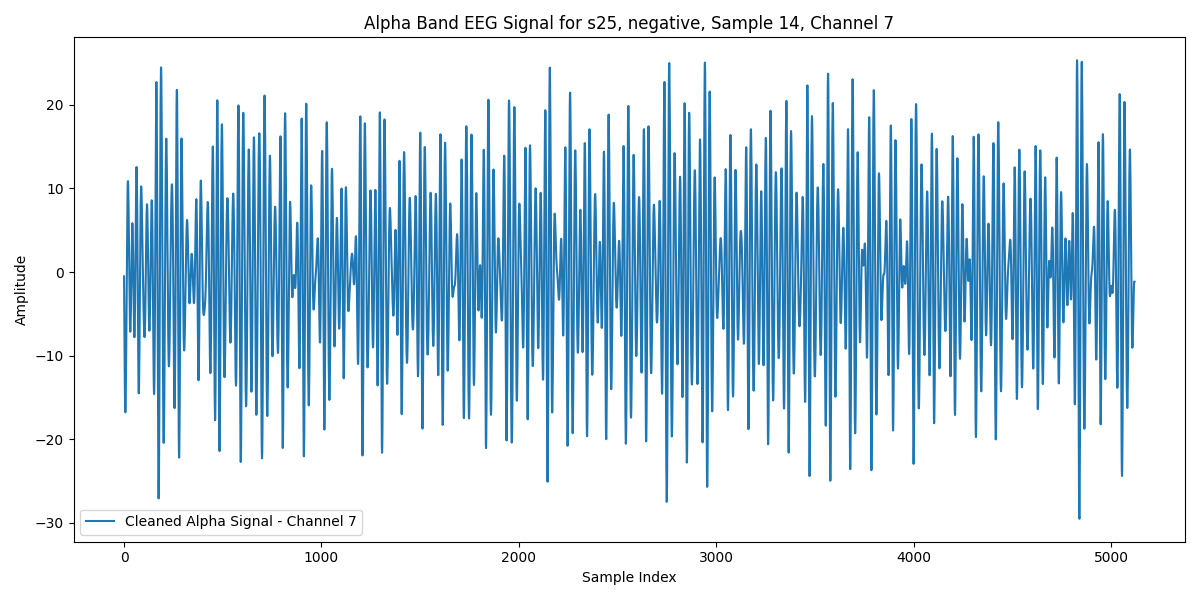 Alpha Band EEG Signal for s25, negative, Sample 14, Channel 7
Amplitude
20
10
0
−10
−20
−30
Cleaned Alpha Signal - Channel 7
0 1000 2000 3000 4000 5000
Sample Index